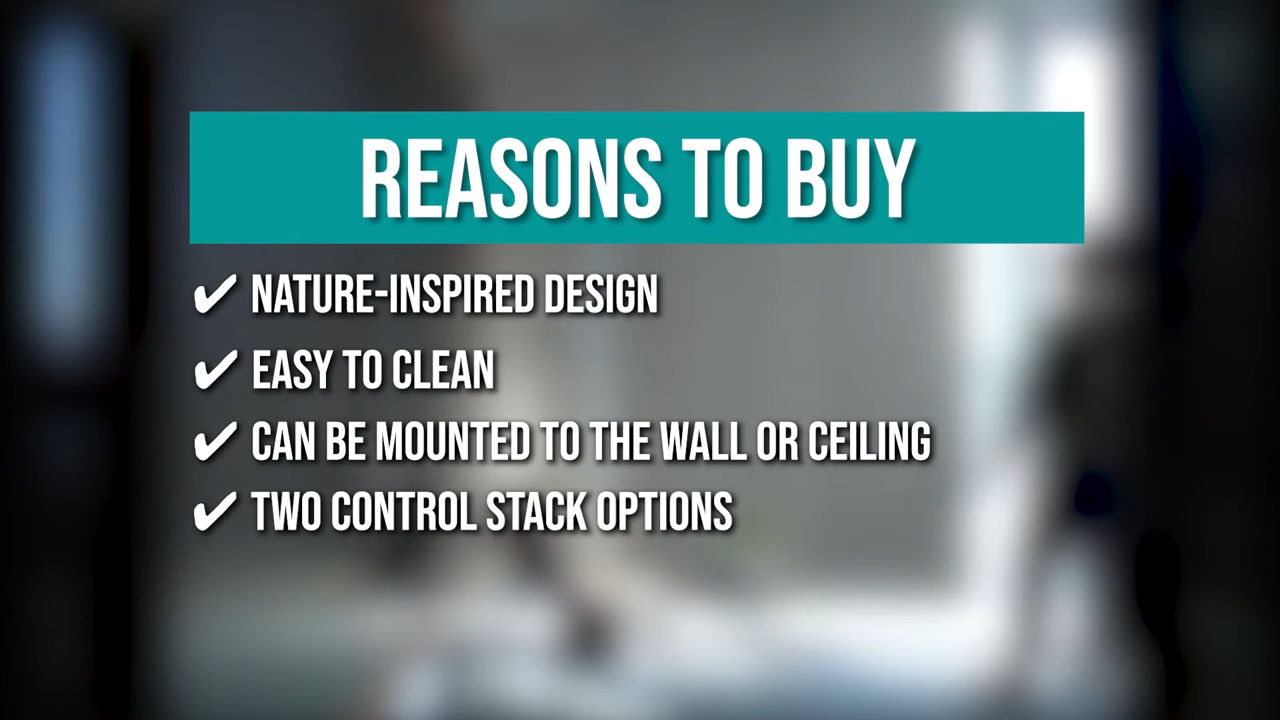 REASONS TO BUY
✔ NATURE-INSPIRED DESIGN
✔ EASY TO CLEAN
✔ CAN BE MOUNTED TO THE WALL OR CEILING
✔ TWO CONTROL STACK OPTIONS